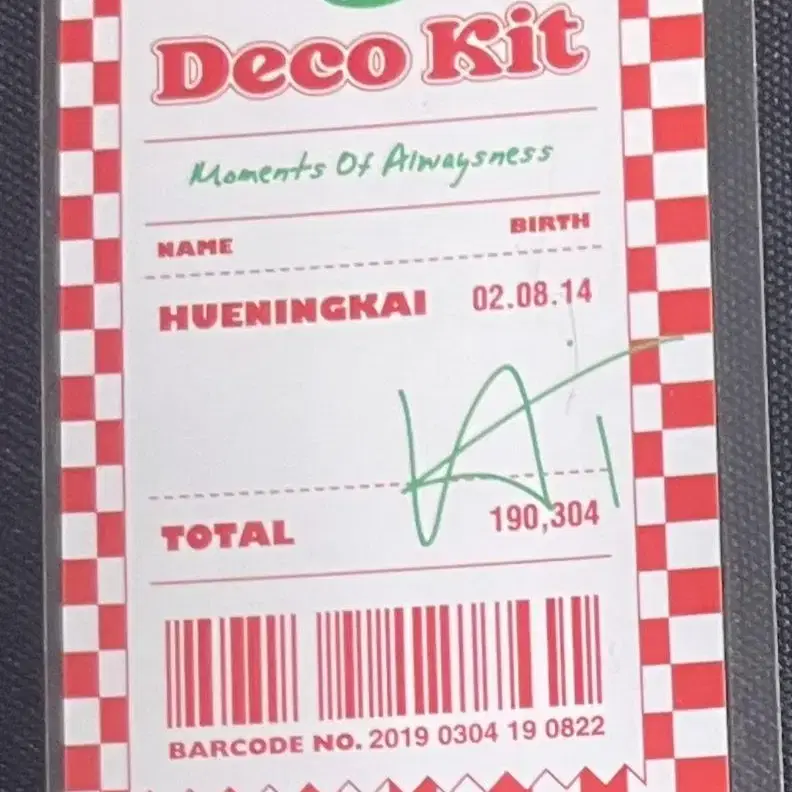 Deco Kit
Moments Of Alwaysness
NAME BIRTH
HUENINGKAI 02.08.14
KAI
TOTAL 190,304
BARCODE NO. 2019 0304 19 0822